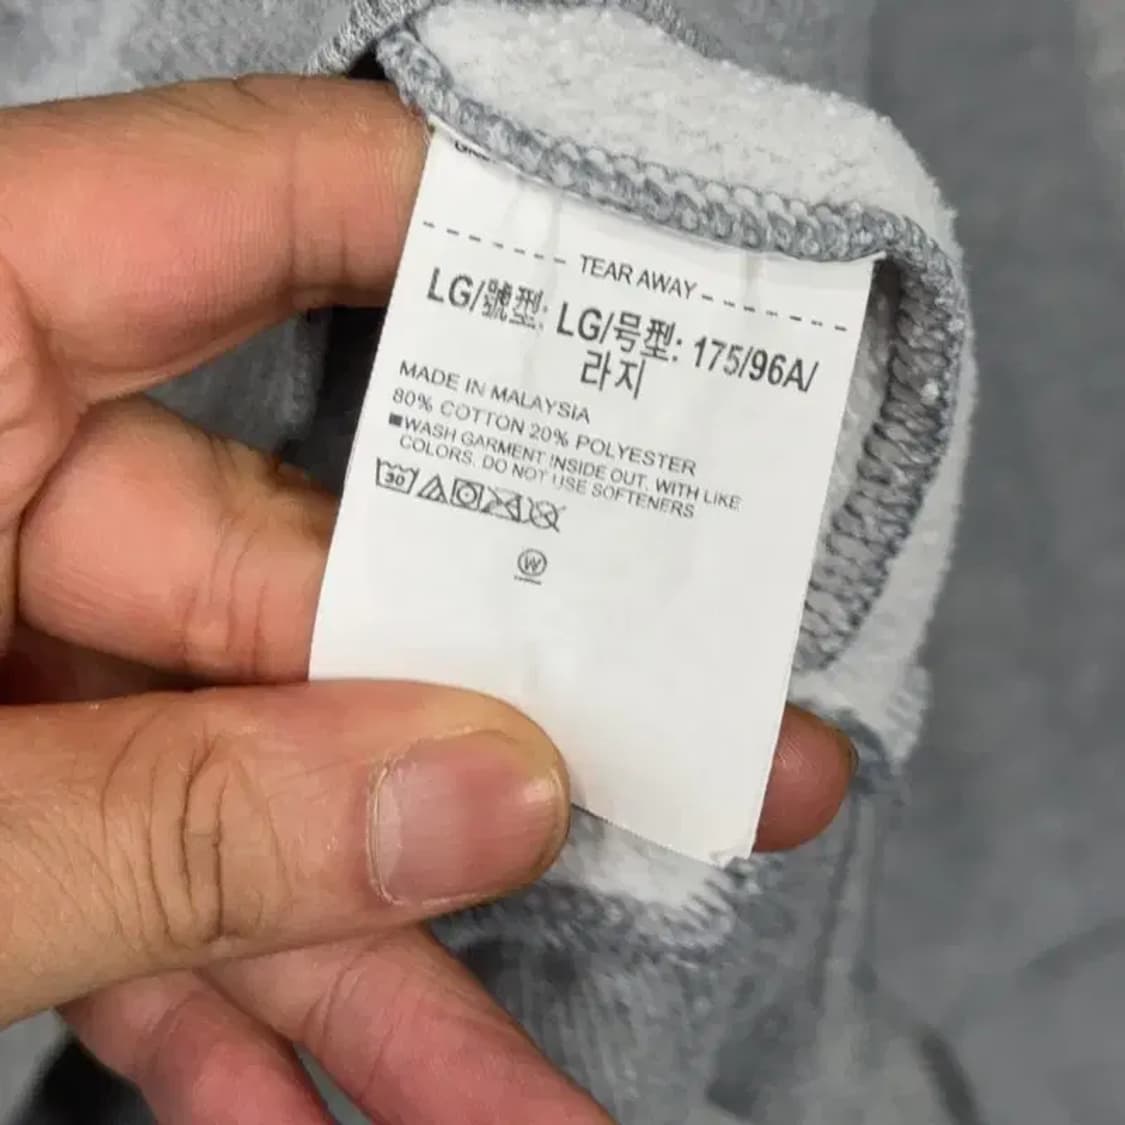 TEAR AWAY
LG/號型: LG/号型: 175/96A/
라지
MADE IN MALAYSIA
80% COTTON 20% POLYESTER
■WASH GARMENT INSIDE OUT, WITH LIKE
COLORS. DO NOT USE SOFTENERS
30
W